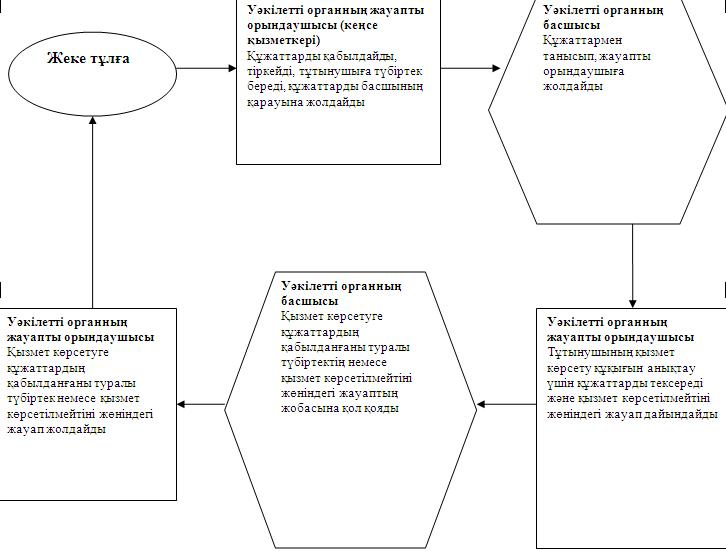 Жеке тұлға
Уәкілетті органның жауапты
орындаушысы (кеңсе
қызметкері)
Құжаттарды қабылдайды,
тіркейді, тұтынушыға түбіртек
береді, құжаттарды басшының
қарауына жолдайды
Уәкілетті органның
басшысы
Құжаттармен
танысып, жауапты
орындаушыға
жолдайды
Уәкілетті органның
жауапты орындаушысы
Тұтынушының қызмет
көрсету құқығын анықтау
үшін құжаттарды тексереді
және қызмет көрсетілмейтіні
жөніндегі жауап дайындайды
Уәкілетті органның
басшысы
Қызмет көрсетуге
құжаттардың
қабылданғаны туралы
түбіртектің немесе
қызмет көрсетілмейтіні
жөніндегі жауаптың
жобасына қол қояды
Уәкілетті органның
жауапты орындаушысы
Қызмет көрсетуге
құжаттардың
қабылданғаны туралы
түбіртек немесе қызмет
көрсетілмейтіні жөніндегі
жауап жолдайды